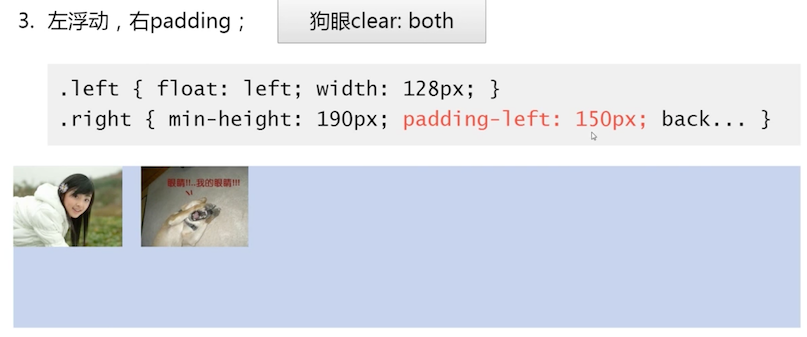 3. 左浮动，右padding； 狗眼clear: both
.left { float: left; width: 128px; }
.right { min-height: 190px; padding-left: 150px; back... }
眼睛!!..我的眼睛!!!